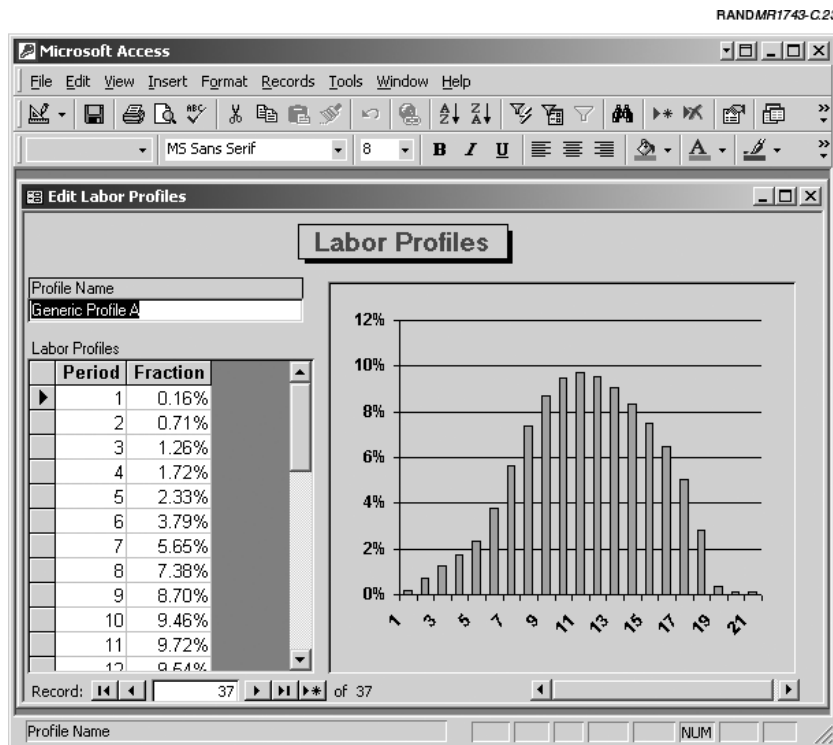 RANDMR1743-C.23
Microsoft Access
File Edit View Insert Format Records Tools Window Help
MS Sans Serif 8 B I U A
Edit Labor Profiles
Labor Profiles
Profile Name
Generic Profile A
Labor Profiles
Period Fraction
1 0.16%
2 0.71%
3 1.26%
4 1.72%
5 2.33%
6 3.79%
7 5.65%
8 7.38%
9 8.70%
10 9.46%
11 9.72%
12 9.54%
12%
10%
8%
6%
4%
2%
0%
1 3 5 7 9 11 13 15 17 19 21
Record: 37 of 37
Profile Name NUM